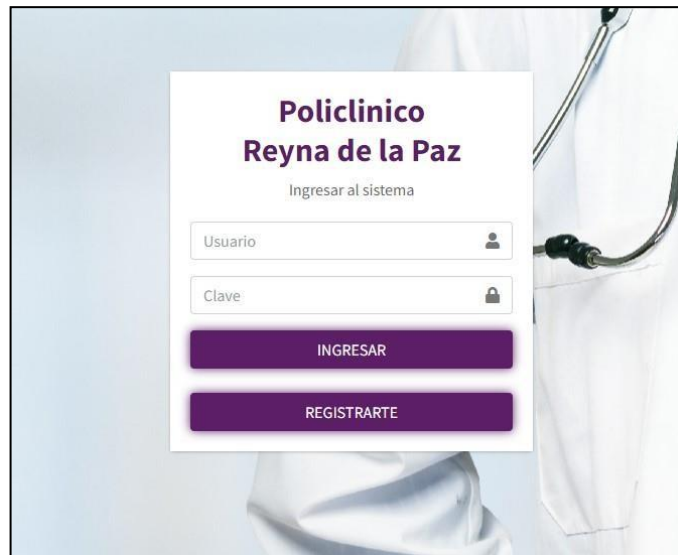 Policlinico
Reyna de la Paz
Ingresar al sistema
Usuario
Clave
INGRESAR
REGISTRARTE